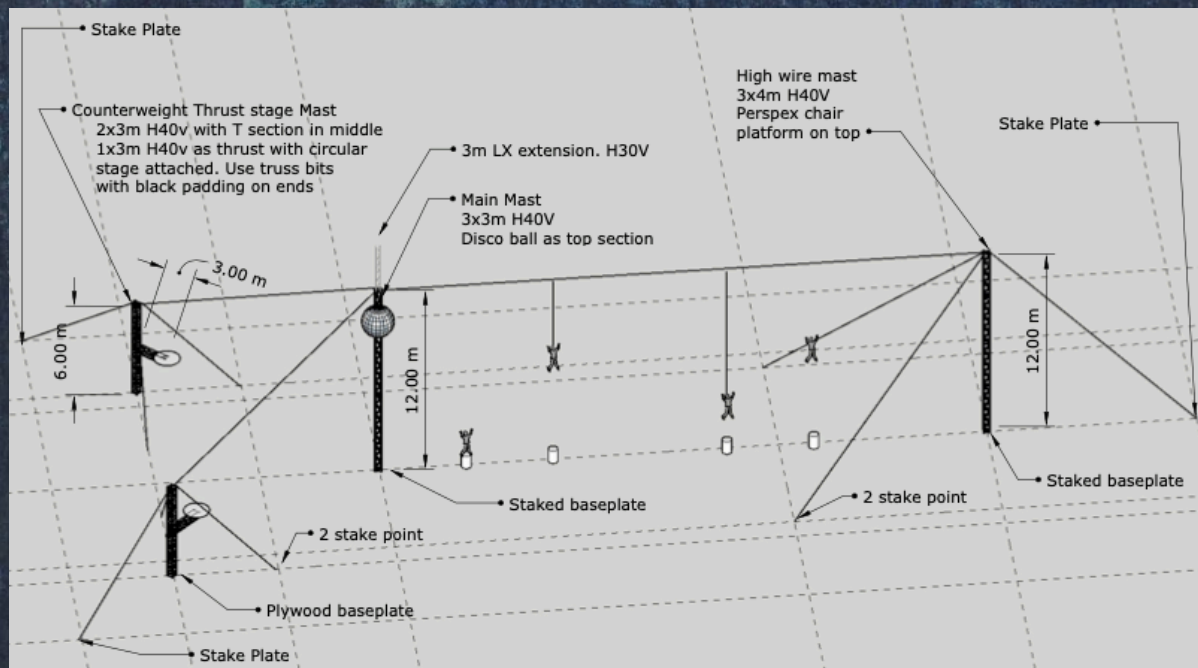 Stake Plate
Counterweight Thrust stage Mast
2x3m H40v with T section in middle
1x3m H40v as thrust with circular
stage attached. Use truss bits
with black padding on ends
High wire mast
3x4m H40V
Perspex chair
platform on top
Stake Plate
3m LX extension. H30V
Main Mast
3x3m H40V
Disco ball as top section
3.00 m
6.00 m
12.00 m
12.00 m
Staked baseplate
Staked baseplate
2 stake point
2 stake point
Plywood baseplate
Stake Plate